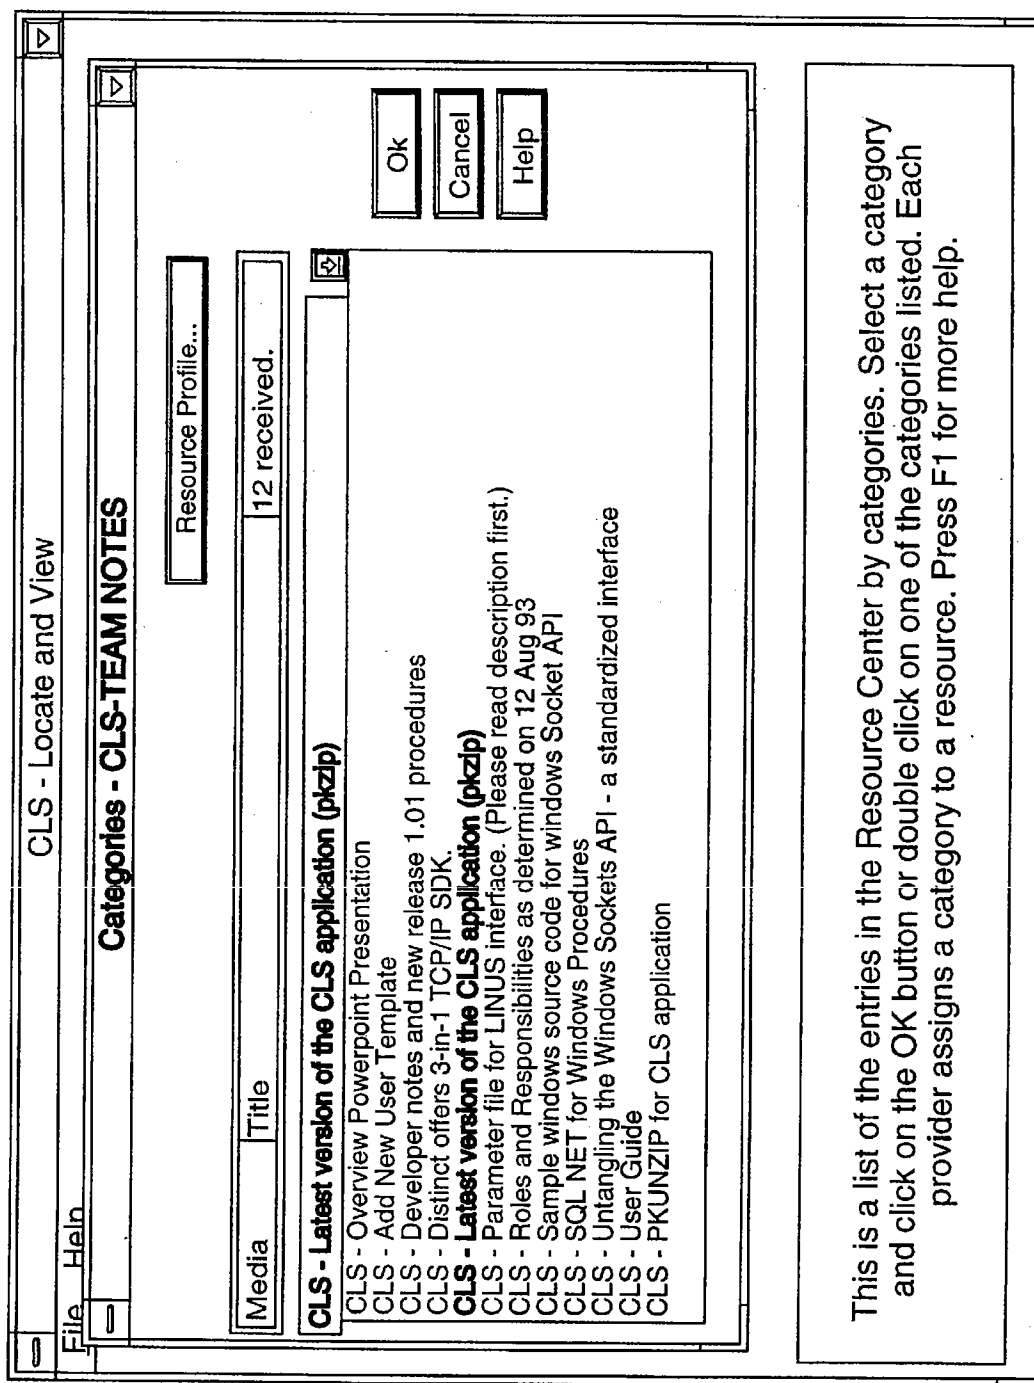 CLS - Locate and View
File Help
Categories - CLS-TEAM NOTES
Resource Profile...
Media Title 12 received.
CLS - Latest version of the CLS application (pkzip)
CLS - Overview Powerpoint Presentation
CLS - Add New User Template
CLS - Developer notes and new release 1.01 procedures
CLS - Distinct offers 3-in-1 TCP/IP SDK.
CLS - Latest version of the CLS application (pkzip)
CLS - Parameter file for LINUS interface. (Please read description first.)
CLS - Roles and Responsibilities as determined on 12 Aug 93
CLS - Sample windows source code for windows Socket API
CLS - SQL NET for Windows Procedures
CLS - Untangling the Windows Sockets API - a standardized interface
CLS - User Guide
CLS - PKUNZIP for CLS application
Ok
Cancel
Help
This is a list of the entries in the Resource Center by categories. Select a category
and click on the OK button or double click on one of the categories listed. Each
provider assigns a category to a resource. Press F1 for more help.